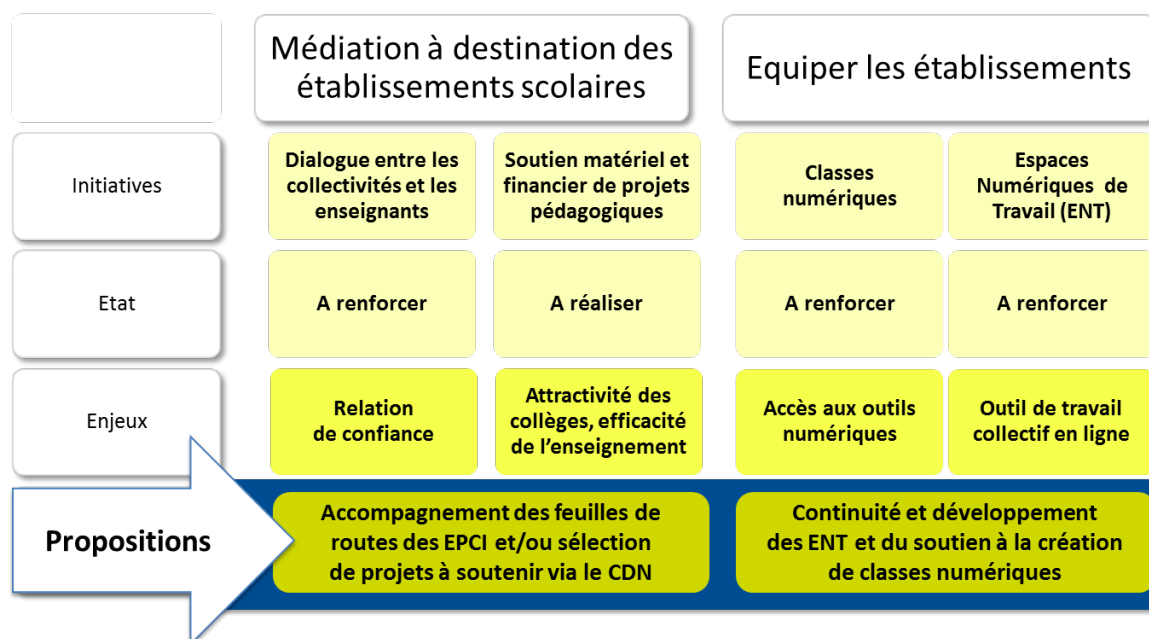 Médiation à destination des
établissements scolaires
Equiper les établissements
Initiatives
Dialogue entre les
collectivités et les
enseignants
Soutien matériel et
financier de projets
pédagogiques
Classes
numériques
Espaces
Numériques de
Travail (ENT)
Etat
A renforcer
A réaliser
A renforcer
A renforcer
Enjeux
Relation
de confiance
Attractivité des
collèges, efficacité
de l'enseignement
Accès aux outils
numériques
Outil de travail
collectif en ligne
Propositions
Accompagnement des feuilles de
routes des EPCI et/ou sélection
de projets à soutenir via le CDN
Continuité et développement
des ENT et du soutien à la création
de classes numériques